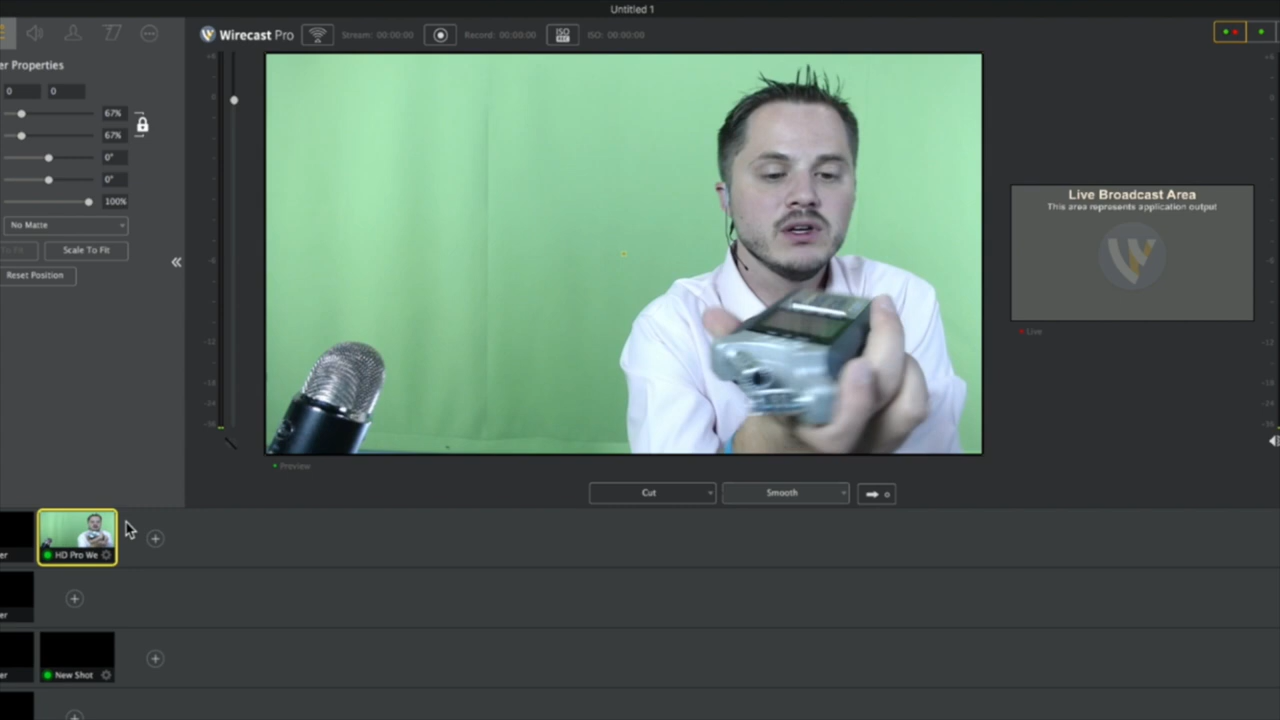 Untitled 1
Wirecast Pro
Stream: 00:00:00
Record: 00:00:00
ISO
REC
ISO: 00:00:00
er Properties
0 0
67%
67%
0°
0°
100%
No Matte
Scale To Fit
Reset Position
Live Broadcast Area
This area represents application output
Live
Preview
Cut
Smooth
HD Pro We
New Shot